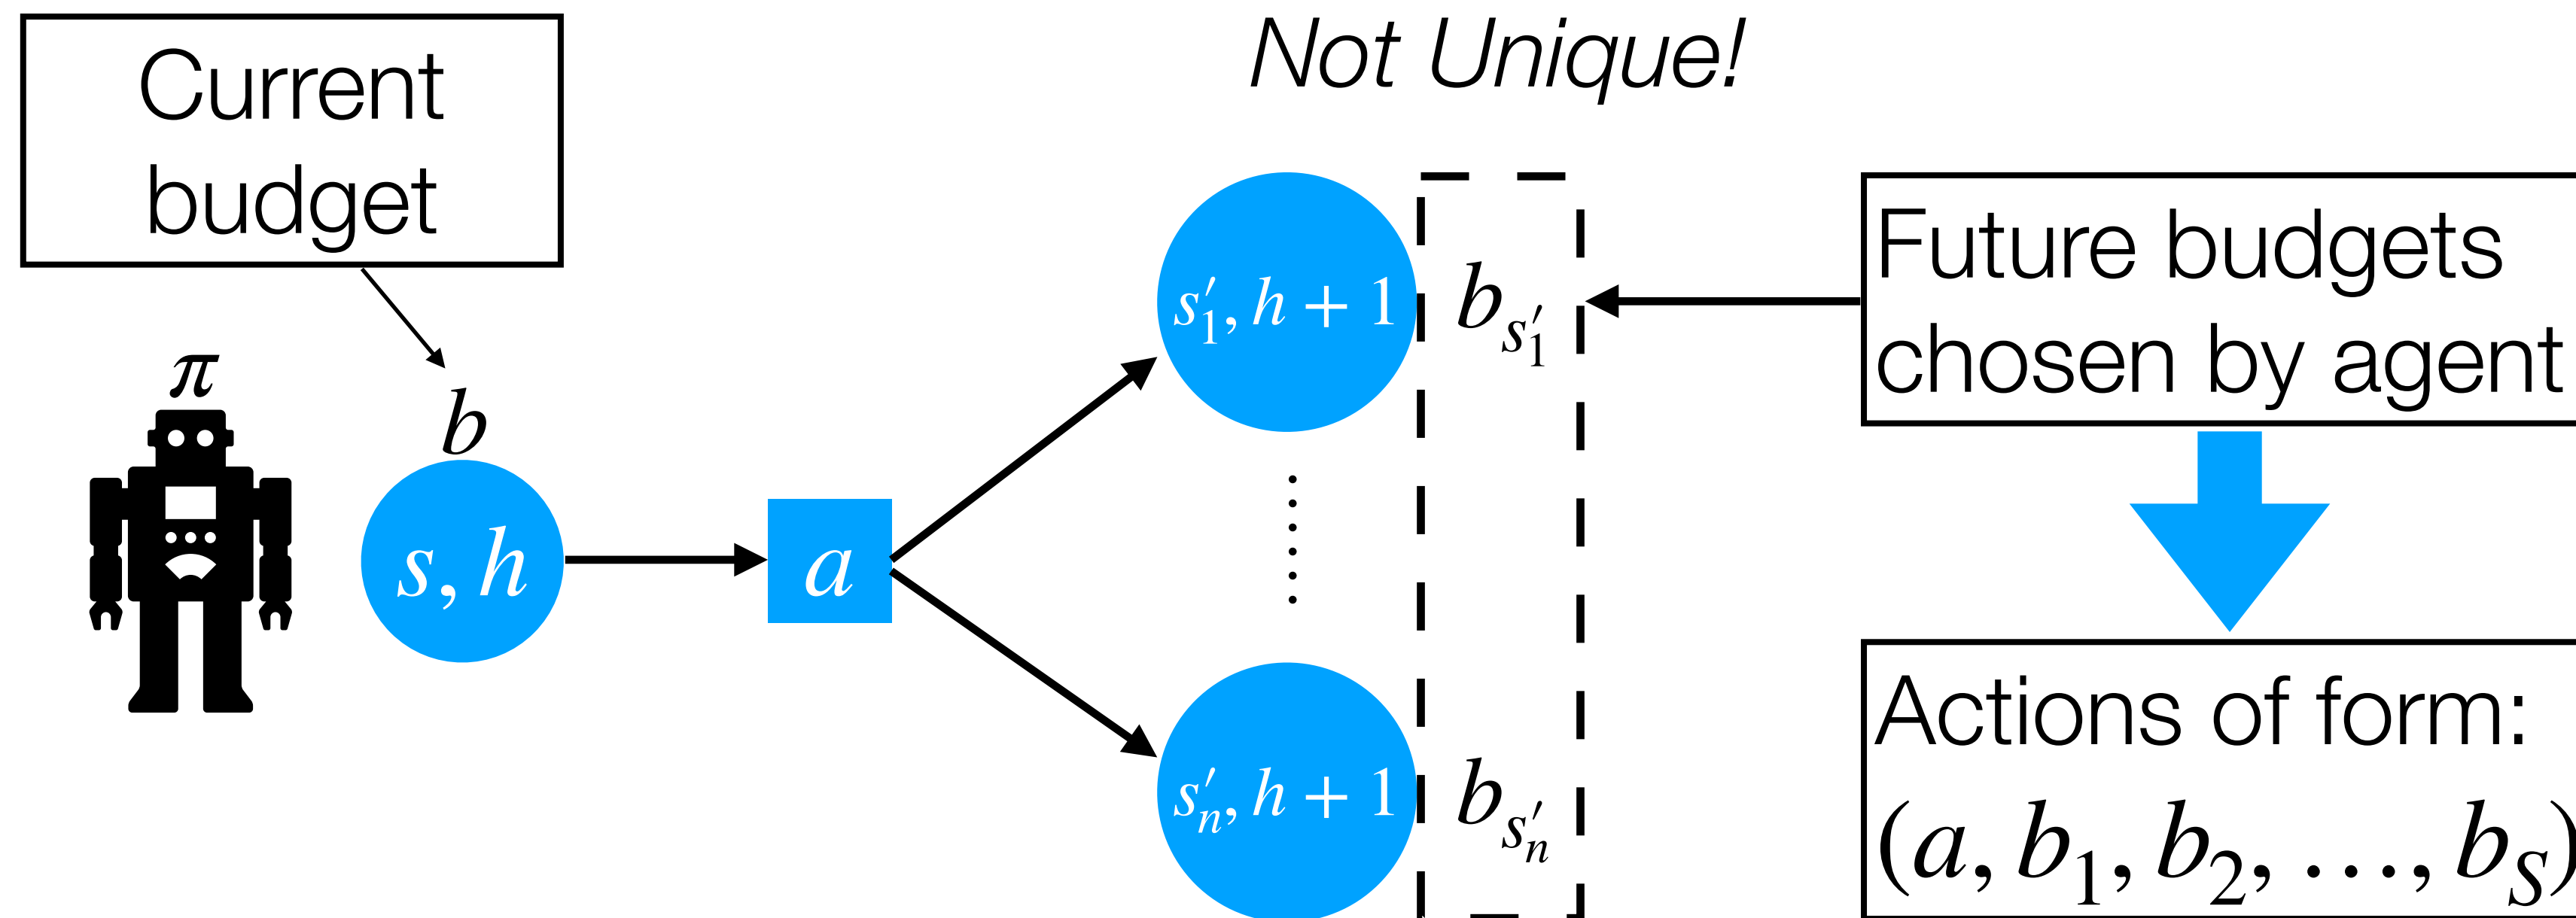 Current
budget
Not Unique!
π
b
s, h
a
s′₁, h + 1
b_{s′₁}
s′ₙ, h + 1
b_{s′ₙ}
Future budgets
chosen by agent
Actions of form:
(a, b₁, b₂, …, b_S)